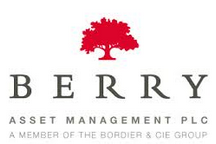 BERRY
ASSET MANAGEMENT PLC
A MEMBER OF THE BORDIER & CIE GROUP